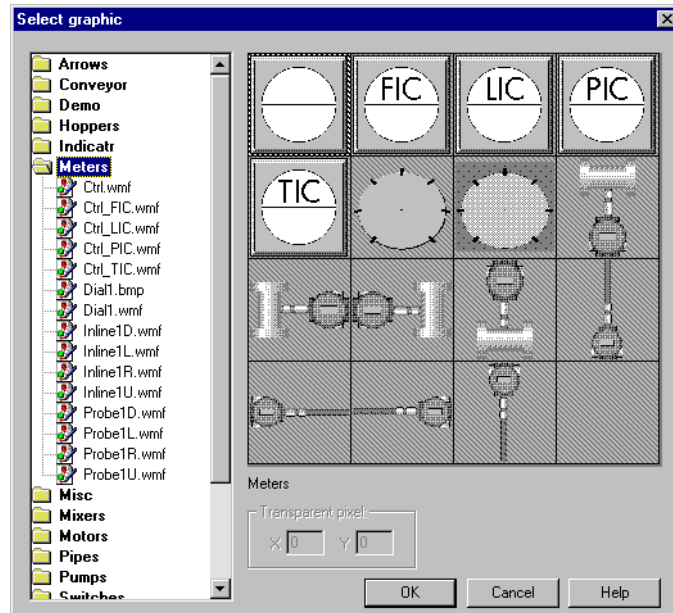 Select graphic
Arrows
Conveyor
Demo
Hoppers
Indicatr
Meters
Ctrl.wmf
Ctrl_FIC.wmf
Ctrl_LIC.wmf
Ctrl_PIC.wmf
Ctrl_TIC.wmf
Dial1.bmp
Dial1.wmf
Inline1D.wmf
Inline1L.wmf
Inline1R.wmf
Inline1U.wmf
Probe1D.wmf
Probe1L.wmf
Probe1R.wmf
Probe1U.wmf
Misc
Mixers
Motors
Pipes
Pumps
Switches
FIC LIC PIC
TIC
Meters
Transparent pixel:
X 0 Y 0
OK Cancel Help